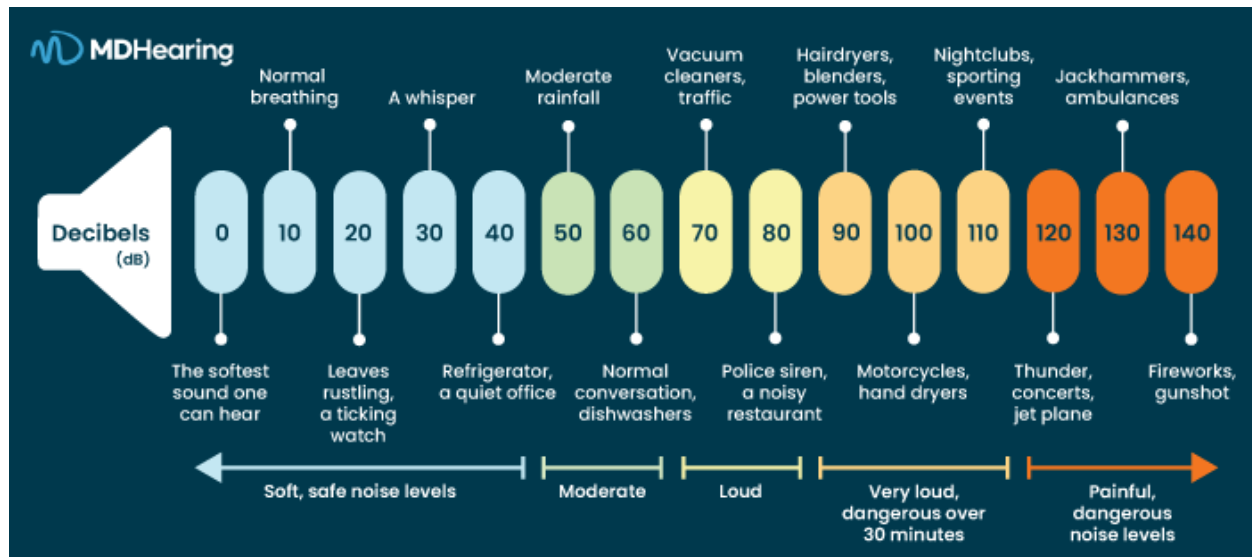 MDHearing
Normal
breathing
A whisper
Moderate
rainfall
Vacuum
cleaners,
traffic
Hairdryers,
blenders,
power tools
Nightclubs,
sporting
events
Jackhammers,
ambulances
Decibels
(dB)
0 10 20 30 40 50 60 70 80 90 100 110 120 130 140
The softest
sound one
can hear
Leaves
rustling,
a ticking
watch
Refrigerator,
a quiet office
Normal
conversation,
dishwashers
Police siren,
a noisy
restaurant
Motorcycles,
hand dryers
Thunder,
concerts,
jet plane
Fireworks,
gunshot
Soft, safe noise levels
Moderate
Loud
Very loud,
dangerous over
30 minutes
Painful,
dangerous
noise levels